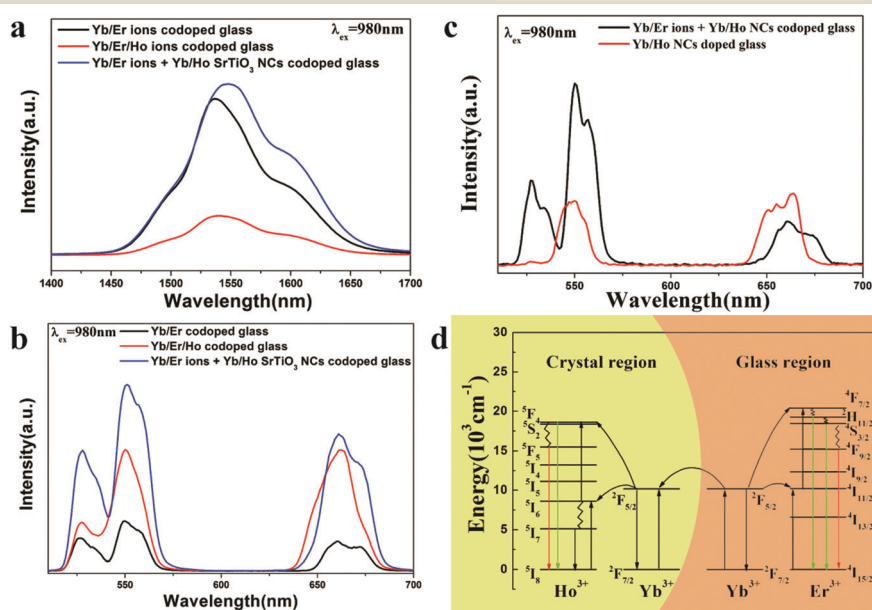 a
Yb/Er ions codoped glass
Yb/Er/Ho ions codoped glass
Yb/Er ions + Yb/Ho SrTiO₃ NCs codoped glass
λex=980nm
Intensity(a.u.)
1400 1450 1500 1550 1600 1650 1700
Wavelength(nm)
c
λex=980nm
Yb/Er ions + Yb/Ho NCs codoped glass
Yb/Ho NCs doped glass
Intensity(a.u.)
550 600 650 700
Wavelength(nm)
b
λex=980nm
Yb/Er codoped glass
Yb/Er/Ho codoped glass
Yb/Er ions + Yb/Ho SrTiO₃ NCs codoped glass
Intensity(a.u.)
550 600 650 700
Wavelength(nm)
d
Energy(10³cm⁻¹)
30
25
20
15
10
5
0
Crystal region
Glass region
⁵F₄
⁵S₂
⁵F₅
⁵I₄
⁵I₅
⁵I₆
⁵I₇
⁵I₈
²F5/2
²F7/2
²F5/2
²F7/2
⁴F7/2
²H11/2
⁴S3/2
⁴F9/2
⁴I9/2
⁴I11/2
⁴I13/2
⁴I15/2
Ho³⁺ Yb³⁺ Yb³⁺ Er³⁺